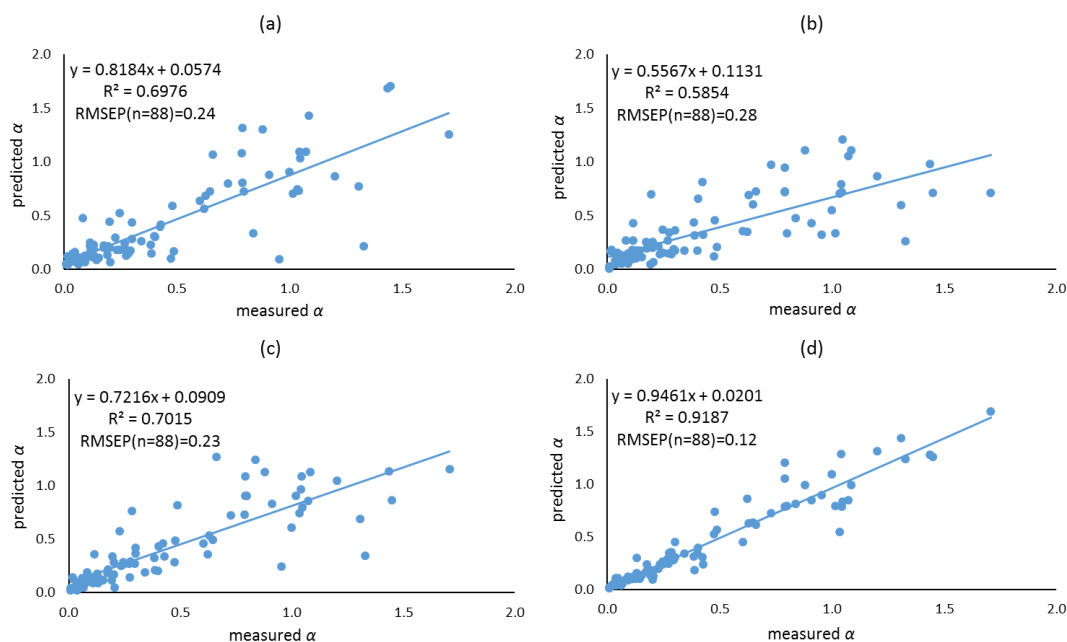 (a)
2.0
y = 0.8184x + 0.0574
R² = 0.6976
RMSEP(n=88)=0.24
1.5
1.0
0.5
0.0
predicted α
0.0 0.5 1.0 1.5 2.0
measured α
(b)
2.0
y = 0.5567x + 0.1131
R² = 0.5854
RMSEP(n=88)=0.28
1.5
1.0
0.5
0.0
predicted α
0.0 0.5 1.0 1.5 2.0
measured α
(c)
2.0
y = 0.7216x + 0.0909
R² = 0.7015
RMSEP(n=88)=0.23
1.5
1.0
0.5
0.0
predicted α
0.0 0.5 1.0 1.5 2.0
measured α
(d)
2.0
y = 0.9461x + 0.0201
R² = 0.9187
RMSEP(n=88)=0.12
1.5
1.0
0.5
0.0
predicted α
0.0 0.5 1.0 1.5 2.0
measured α